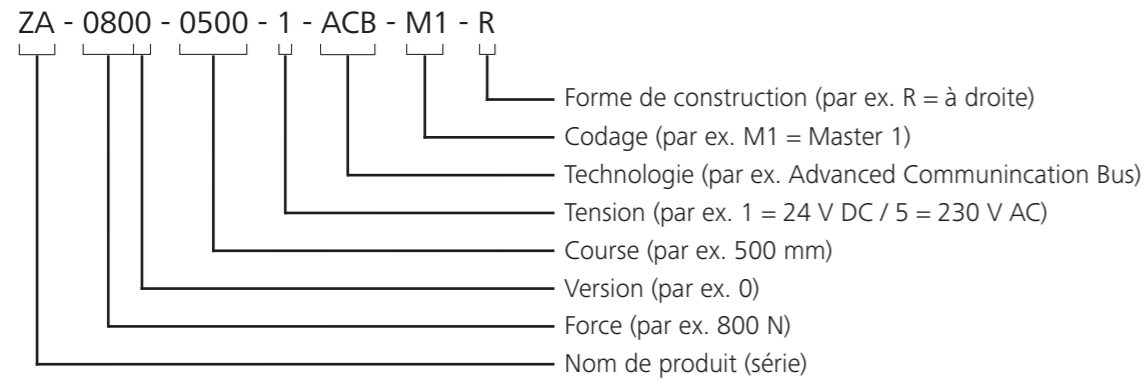 ZA - 0800 - 0500 - 1 - ACB - M1 - R
Forme de construction (par ex. R = à droite)
Codage (par ex. M1 = Master 1)
Technologie (par ex. Advanced Communincation Bus)
Tension (par ex. 1 = 24 V DC / 5 = 230 V AC)
Course (par ex. 500 mm)
Version (par ex. 0)
Force (par ex. 800 N)
Nom de produit (série)